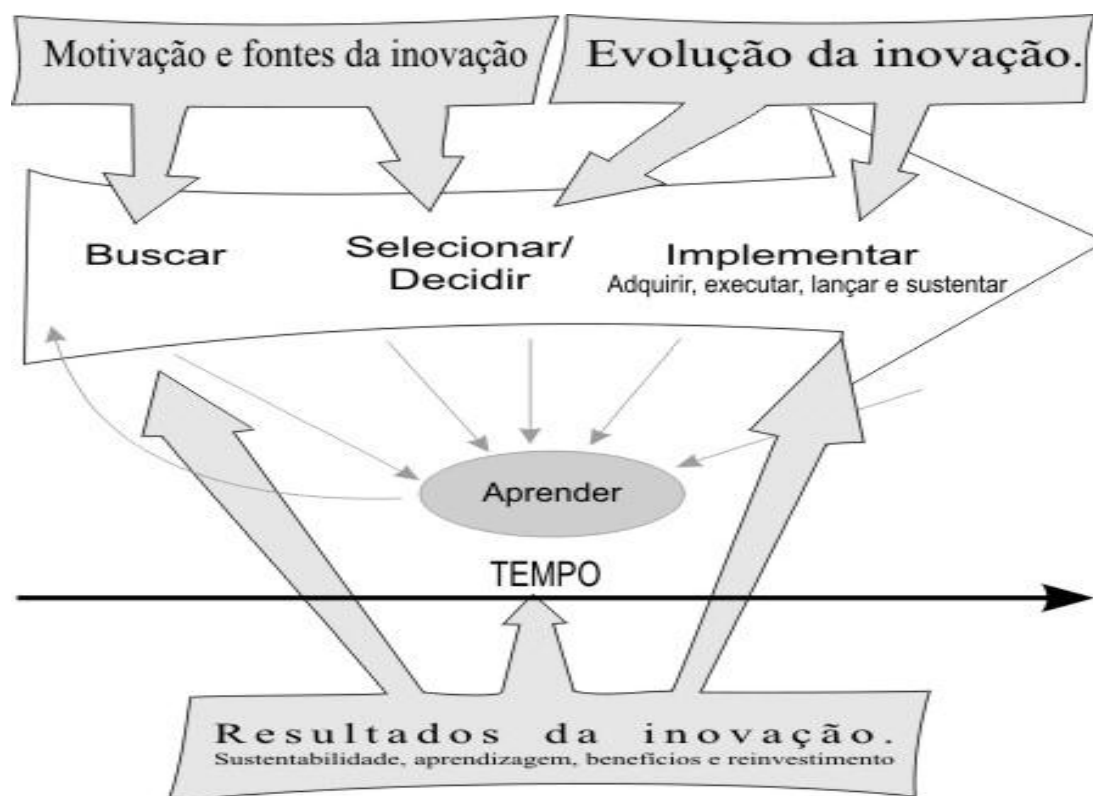 Motivação e fontes da inovação
Evolução da inovação.
Buscar
Selecionar/
Decidir
Implementar
Adquirir, executar, lançar e sustentar
Aprender
TEMPO
Resultados da inovação.
Sustentabilidade, aprendizagem, benefícios e reinvestimento